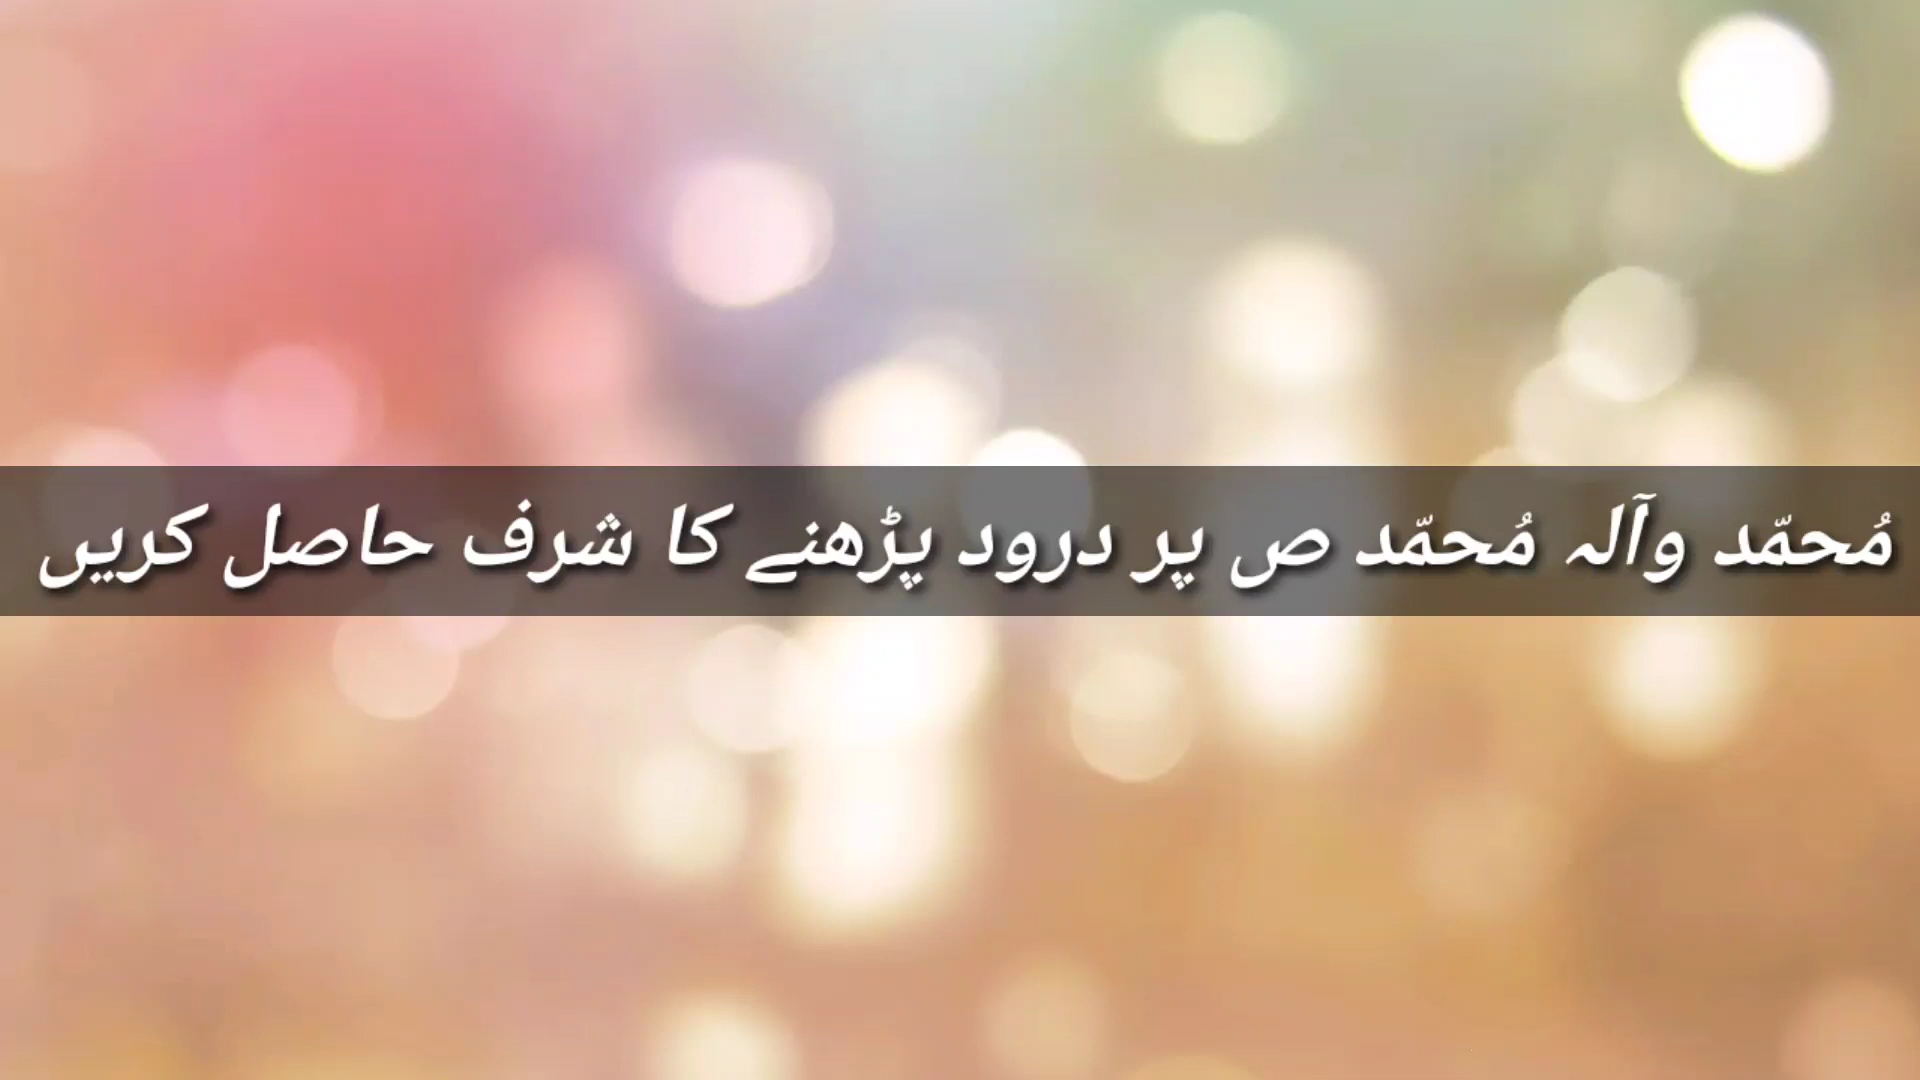 مُحمّد وآلہ مُحمّد ص پر درود پڑھنے کا شرف حاصل کریں